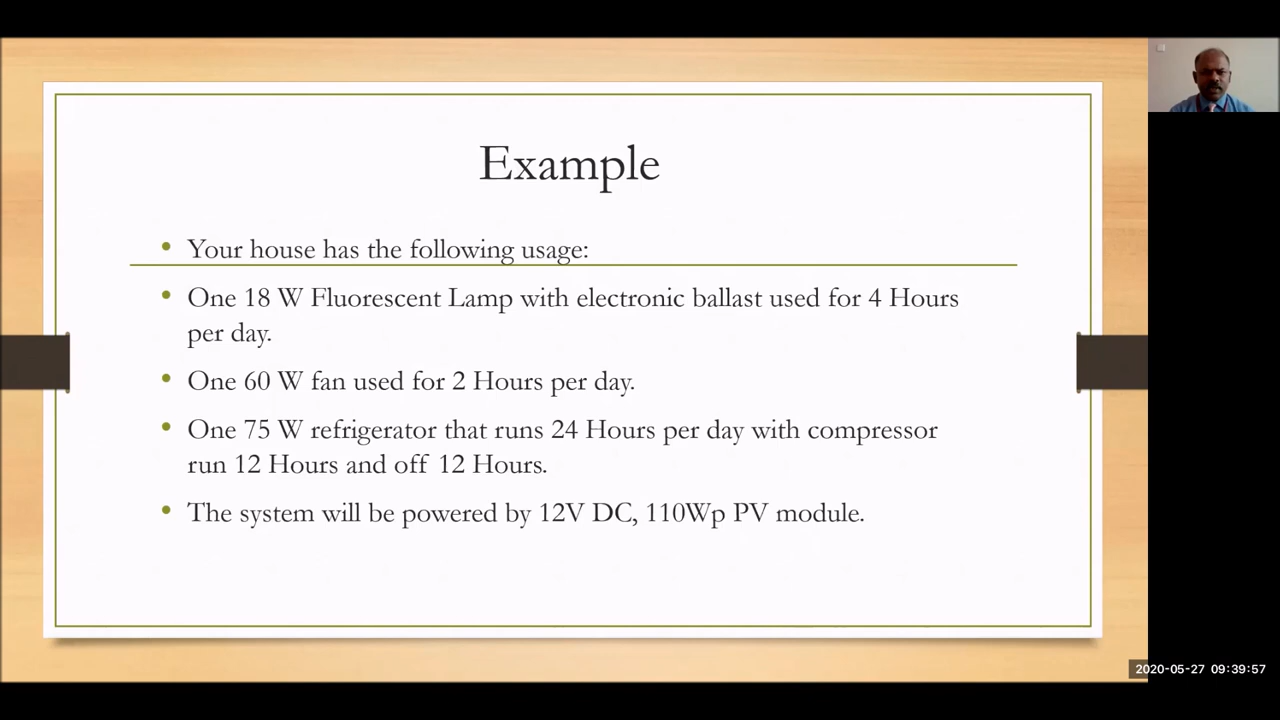 Example
Your house has the following usage:
One 18 W Fluorescent Lamp with electronic ballast used for 4 Hours
per day.
One 60 W fan used for 2 Hours per day.
One 75 W refrigerator that runs 24 Hours per day with compressor
run 12 Hours and off 12 Hours.
The system will be powered by 12V DC, 110Wp PV module.
2020-05-27 09:39:57